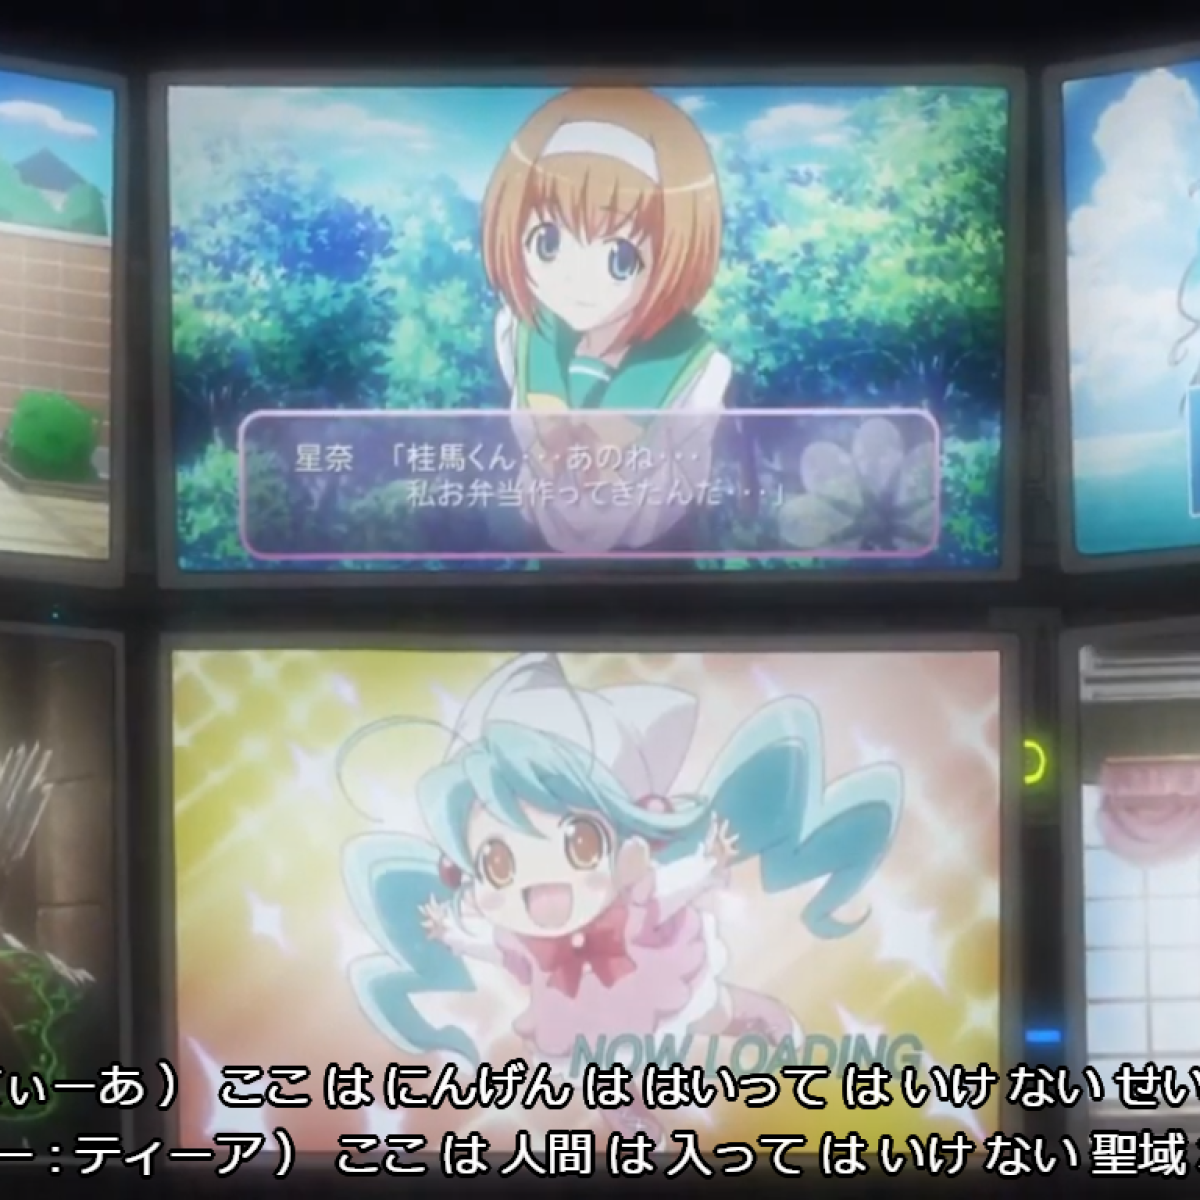 星奈 「桂馬くん・・・あのね・・・
私お弁当作ってきたんだ・・・」
NOW LOADING
ぃーあ） ここ は にんげん は はいって は いけ ない せい
ー：ティーア） ここ は 人間 は 入って は いけ ない 聖域